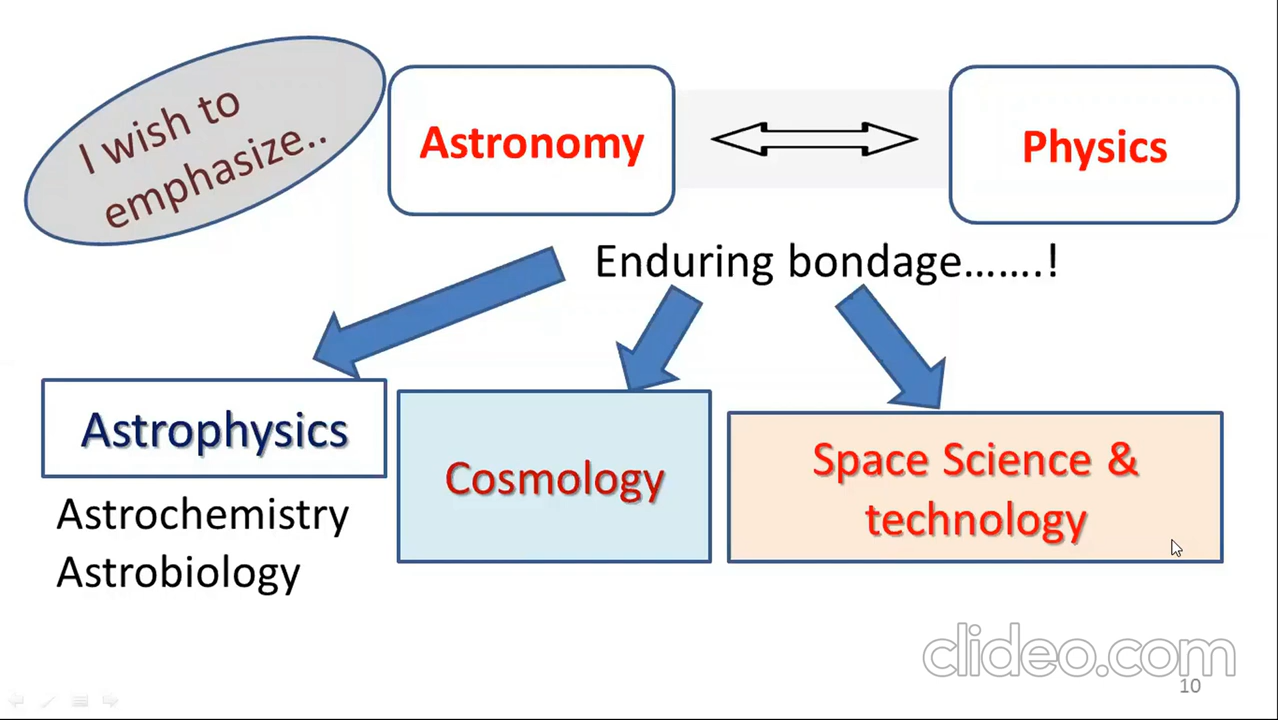 I wish to
emphasize..
Astronomy
Physics
Enduring bondage…….!
Astrophysics
Astrochemistry
Astrobiology
Cosmology
Space Science &
technology
clideo.com
10